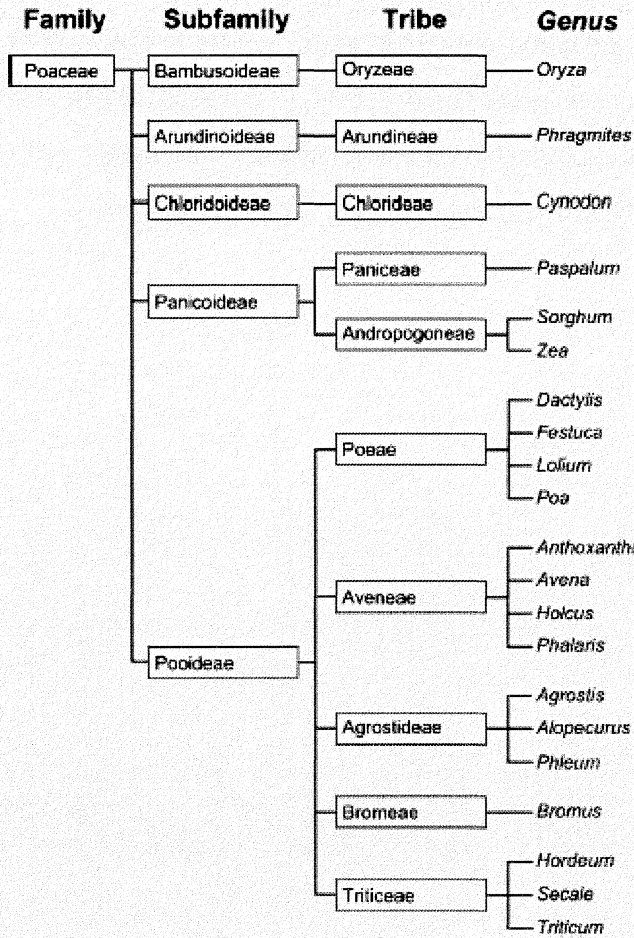 Family Subfamily Tribe Genus
Poaceae Bambusoideae Oryzeae Oryza
Arundinoideae Arundineae Phragmites
Chloridoideae Chlorideae Cynodon
Paniceae Paspalum
Panicoideae
Sorghum
Andropogoneae
Zea
Dactylis
Festuca
Poeae
Lolium
Poa
Anthoxanth
Avena
Aveneae
Holcus
Phalaris
Pooideae
Agrostis
Agrostideae Alopecurus
Phleum
Bromeae Bromus
Hordeum
Triticeae Secale
Triticum